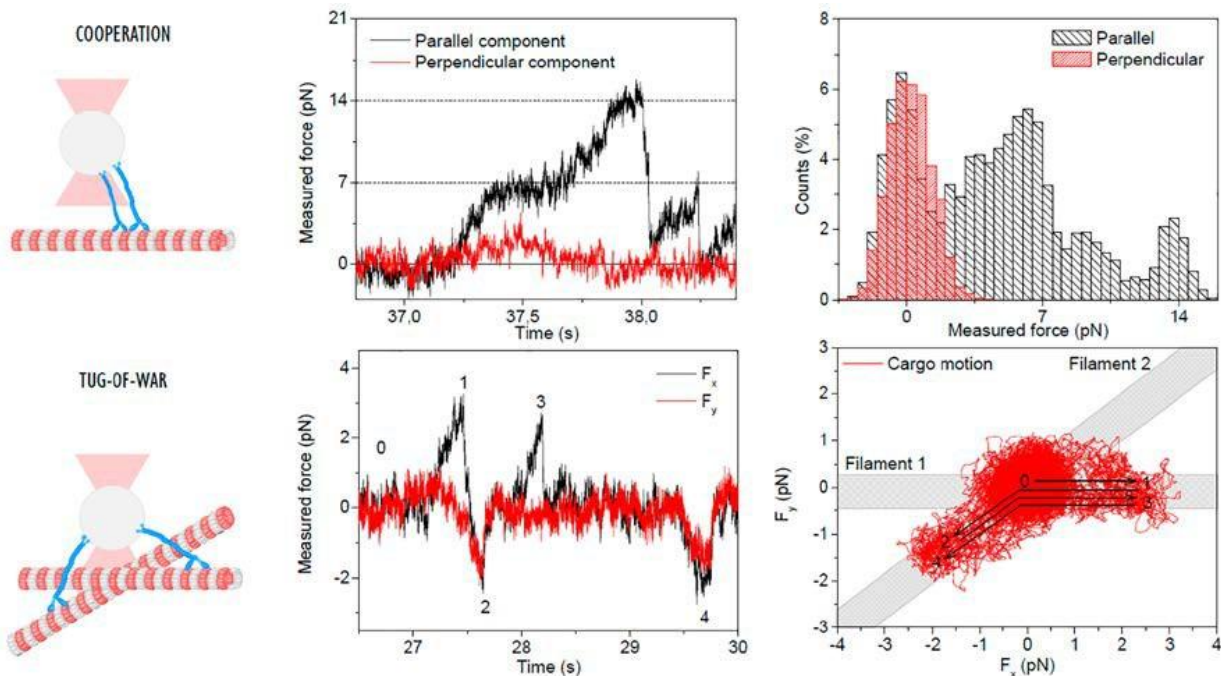 COOPERATION
21
14
7
0
Measured force (pN)
Parallel component
Perpendicular component
37,0
37,5
38,0
Time (s)
8
6
4
2
0
Counts (%)
Parallel
Perpendicular
0
7
14
Measured force (pN)
TUG-OF-WAR
4
2
0
-2
Measured force (pN)
0
1
2
3
4
F_x
F_y
27
28
29
30
Time (s)
3
2
1
0
-1
-2
-3
F_y (pN)
Cargo motion
Filament 2
Filament 1
0
1
-4
-3
-2
-1
0
1
2
3
4
F_x (pN)